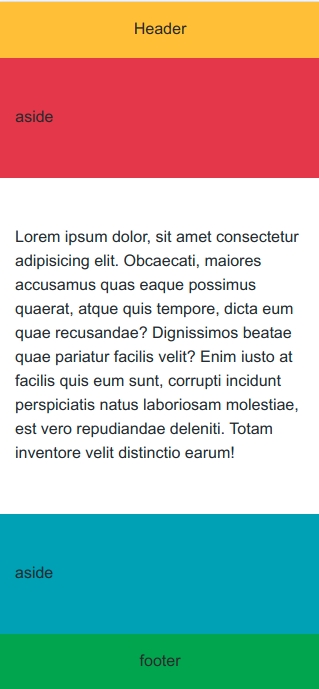 Header
aside
Lorem ipsum dolor, sit amet consectetur
adipisicing elit. Obcaecati, maiores
accusamus quas eaque possimus
quaerat, atque quis tempore, dicta eum
quae recusandae? Dignissimos beatae
quae pariatur facilis velit? Enim iusto at
facilis quis eum sunt, corrupti incidunt
perspiciatis natus laboriosam molestiae,
est vero repudiandae deleniti. Totam
inventore velit distinctio earum!
aside
footer